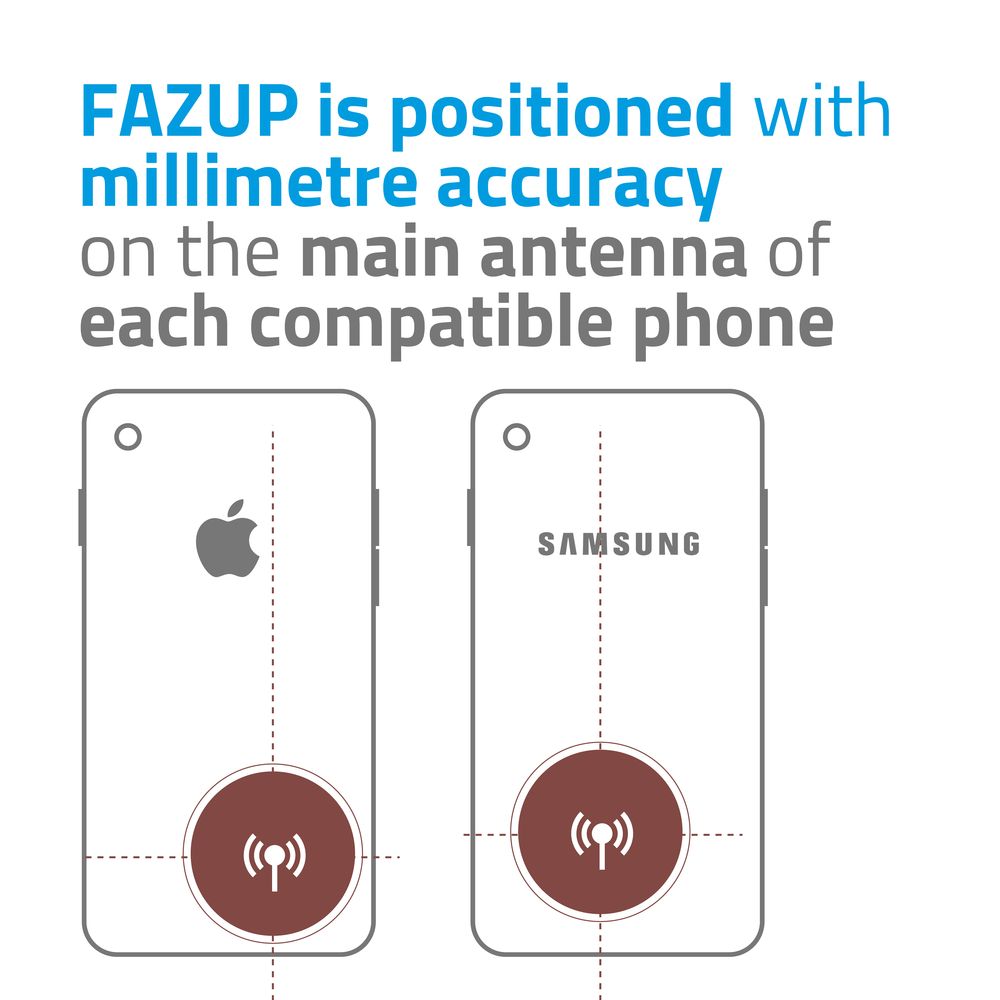 FAZUP is positioned with
millimetre accuracy
on the main antenna of
each compatible phone
SAMSUNG